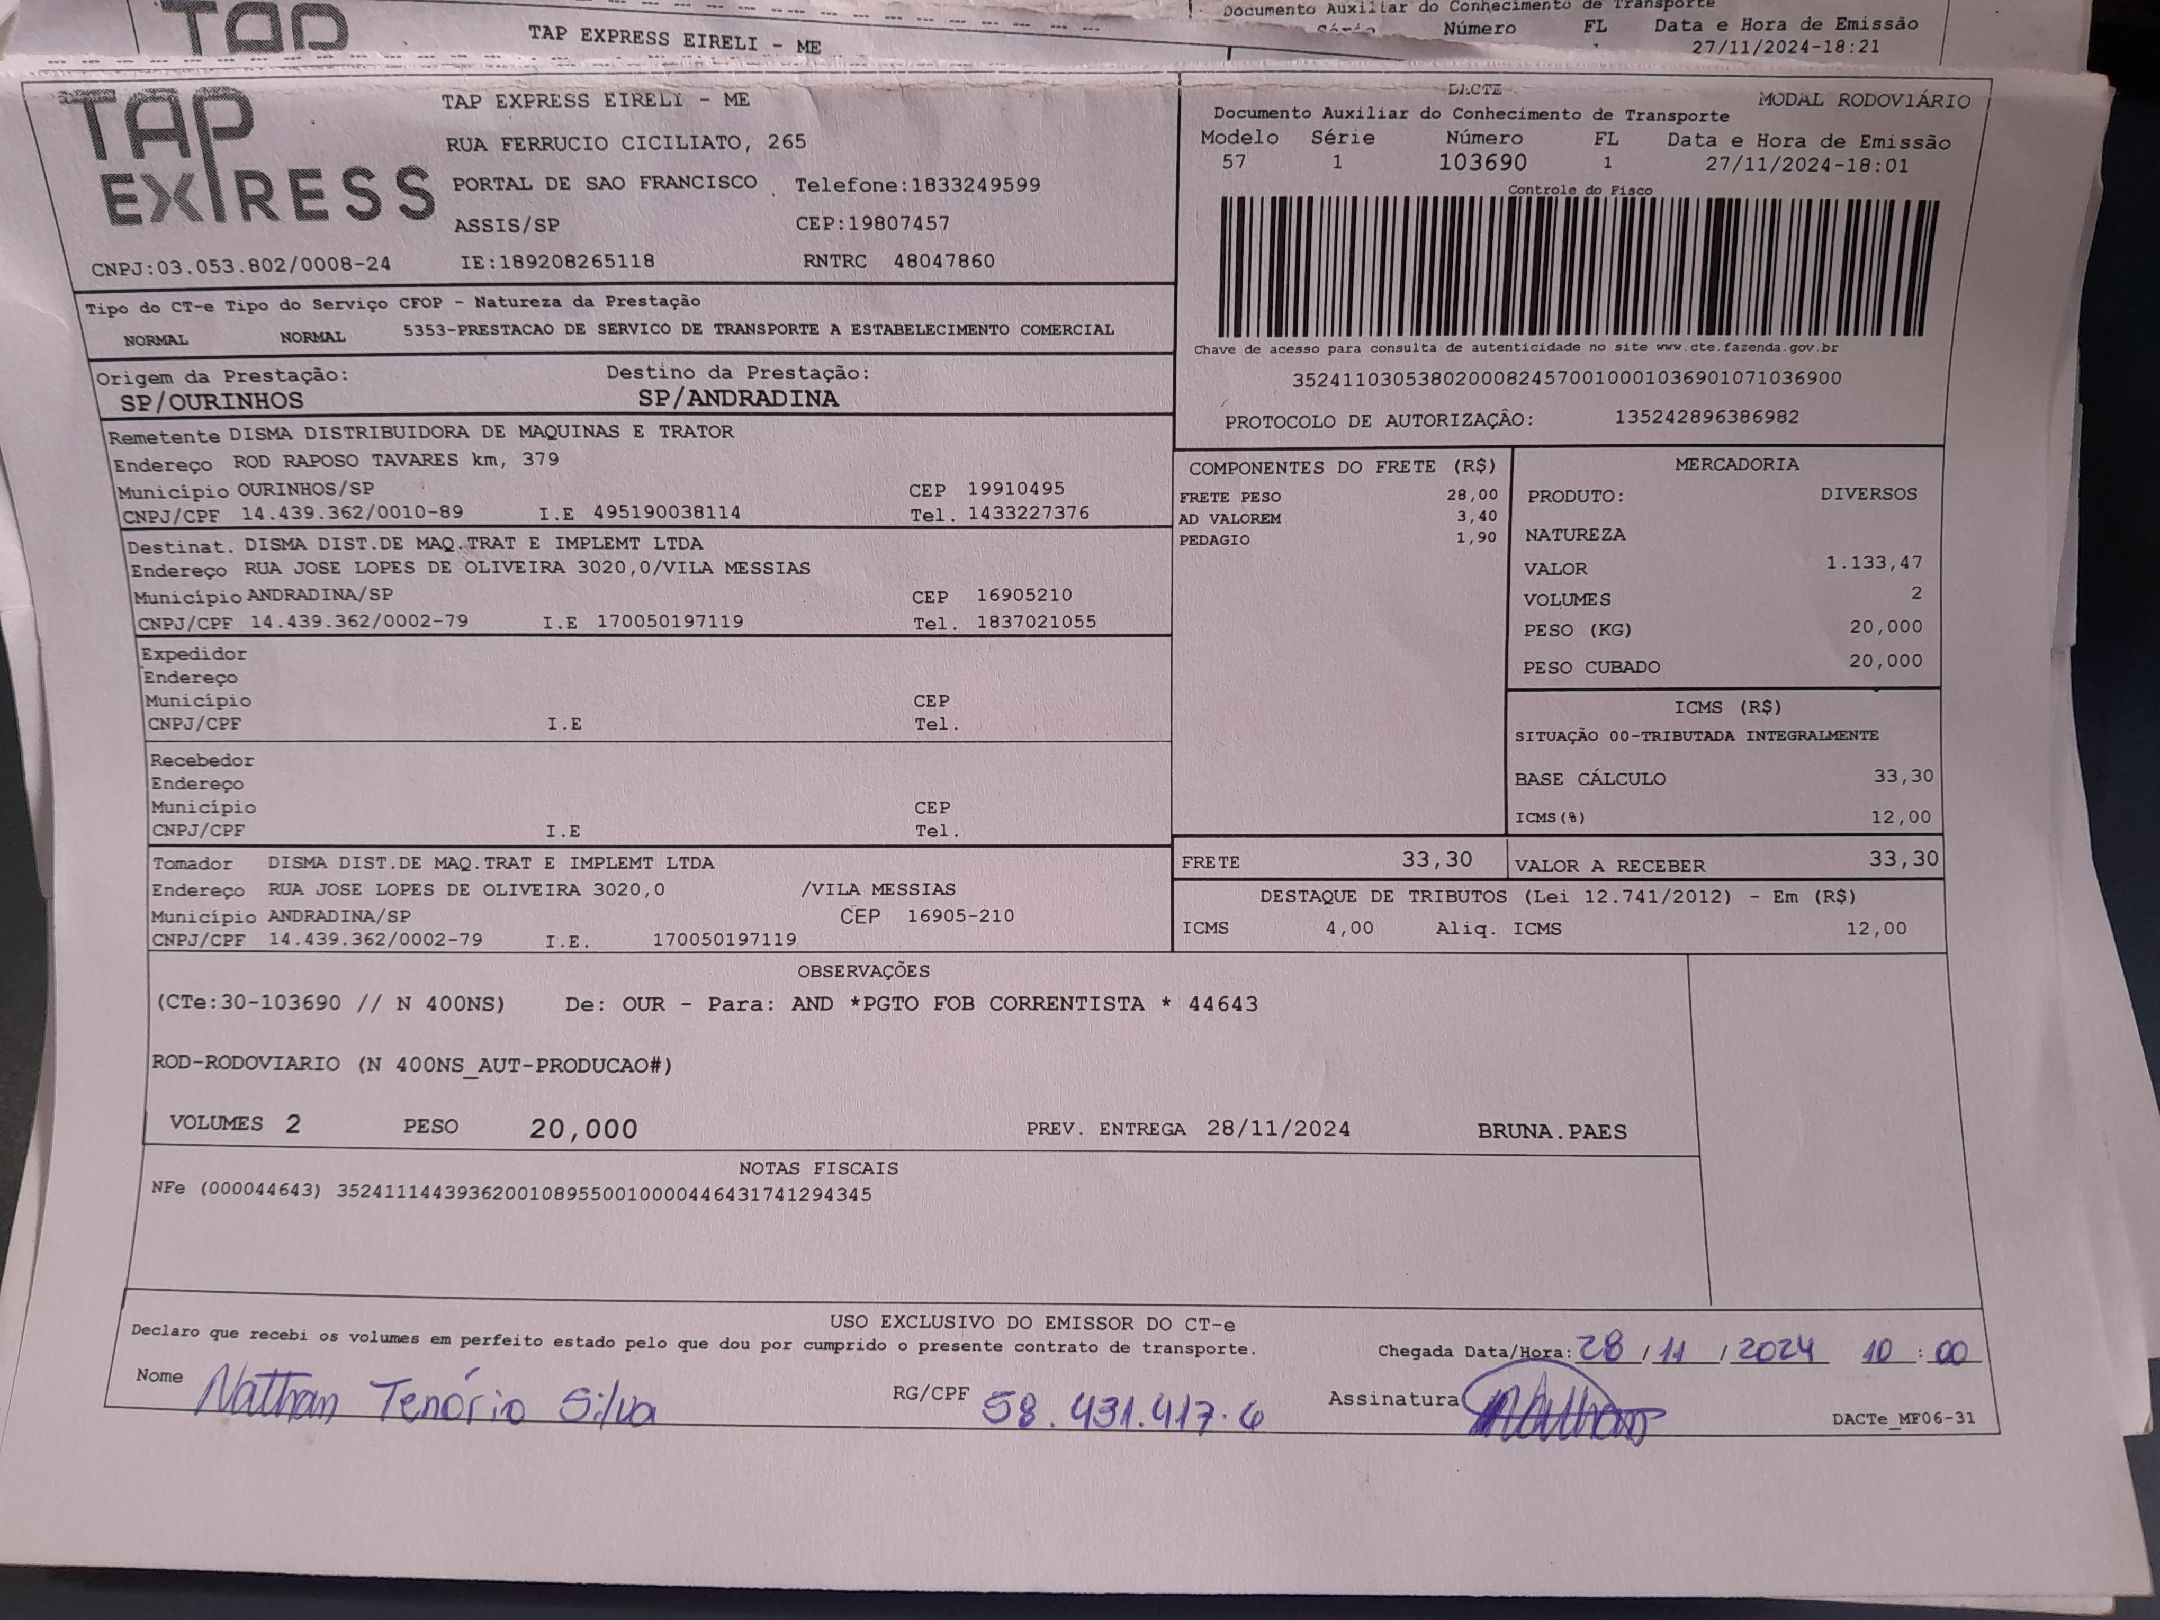 Documento Auxiliar do Conhecimento de Transporte
TAP TAP EXPRESS EIRELI - ME
Número FL Data e Hora de Emissão
27/11/2024-18:21
TAP EXPRESS
TAP EXPRESS EIRELI - ME
RUA FERRUCIO CICILIATO, 265
PORTAL DE SAO FRANCISCO Telefone:1833249599
ASSIS/SP CEP:19807457
CNPJ:03.053.802/0008-24 IE:189208265118 RNTRC 48047860
DACTE MODAL RODOVIÁRIO
Documento Auxiliar do Conhecimento de Transporte
Modelo Série Número FL Data e Hora de Emissão
57 1 103690 1 27/11/2024-18:01
Controle do Fisco
Chave de acesso para consulta de autenticidade no site www.cte.fazenda.gov.br
35241103053802000824570010001036901071036900
PROTOCOLO DE AUTORIZAÇÃO: 135242896386982
Tipo do CT-e Tipo do Serviço CFOP - Natureza da Prestação
NORMAL NORMAL 5353-PRESTACAO DE SERVICO DE TRANSPORTE A ESTABELECIMENTO COMERCIAL
Origem da Prestação: Destino da Prestação:
SP/OURINHOS SP/ANDRADINA
Remetente DISMA DISTRIBUIDORA DE MAQUINAS E TRATOR
Endereço ROD RAPOSO TAVARES km, 379
Município OURINHOS/SP CEP 19910495
CNPJ/CPF 14.439.362/0010-89 I.E 495190038114 Tel. 1433227376
Destinat. DISMA DIST.DE MAQ.TRAT E IMPLEMT LTDA
Endereço RUA JOSE LOPES DE OLIVEIRA 3020,0/VILA MESSIAS
Município ANDRADINA/SP CEP 16905210
CNPJ/CPF 14.439.362/0002-79 I.E 170050197119 Tel. 1837021055
Expedidor
Endereço
Município CEP
CNPJ/CPF I.E Tel.
Recebedor
Endereço
Município CEP
CNPJ/CPF I.E Tel.
Tomador DISMA DIST.DE MAQ.TRAT E IMPLEMT LTDA
Endereço RUA JOSE LOPES DE OLIVEIRA 3020,0 /VILA MESSIAS
Município ANDRADINA/SP CEP 16905-210
CNPJ/CPF 14.439.362/0002-79 I.E. 170050197119
COMPONENTES DO FRETE (R$)
FRETE PESO 28,00
AD VALOREM 3,40
PEDAGIO 1,90
MERCADORIA
PRODUTO: DIVERSOS
NATUREZA
VALOR 1.133,47
VOLUMES 2
PESO (KG) 20,000
PESO CUBADO 20,000
ICMS (R$)
SITUAÇÃO 00-TRIBUTADA INTEGRALMENTE
BASE CÁLCULO 33,30
ICMS(%) 12,00
FRETE 33,30 VALOR A RECEBER 33,30
DESTAQUE DE TRIBUTOS (Lei 12.741/2012) - Em (R$)
ICMS 4,00 Aliq. ICMS 12,00
OBSERVAÇÕES
(CTe:30-103690 // N 400NS) De: OUR - Para: AND *PGTO FOB CORRENTISTA * 44643
ROD-RODOVIARIO (N 400NS_AUT-PRODUCAO#)
VOLUMES 2 PESO 20,000 PREV. ENTREGA 28/11/2024 BRUNA.PAES
NOTAS FISCAIS
NFe (000044643) 35241114439362001089550010000446431741294345
USO EXCLUSIVO DO EMISSOR DO CT-e
Declaro que recebi os volumes em perfeito estado pelo que dou por cumprido o presente contrato de transporte. Chegada Data/Hora: 28/11/2024 10:00
Nome Nathan Tenório Silva RG/CPF 58.431.417-6 Assinatura Nathan
DACTe_MF06-31